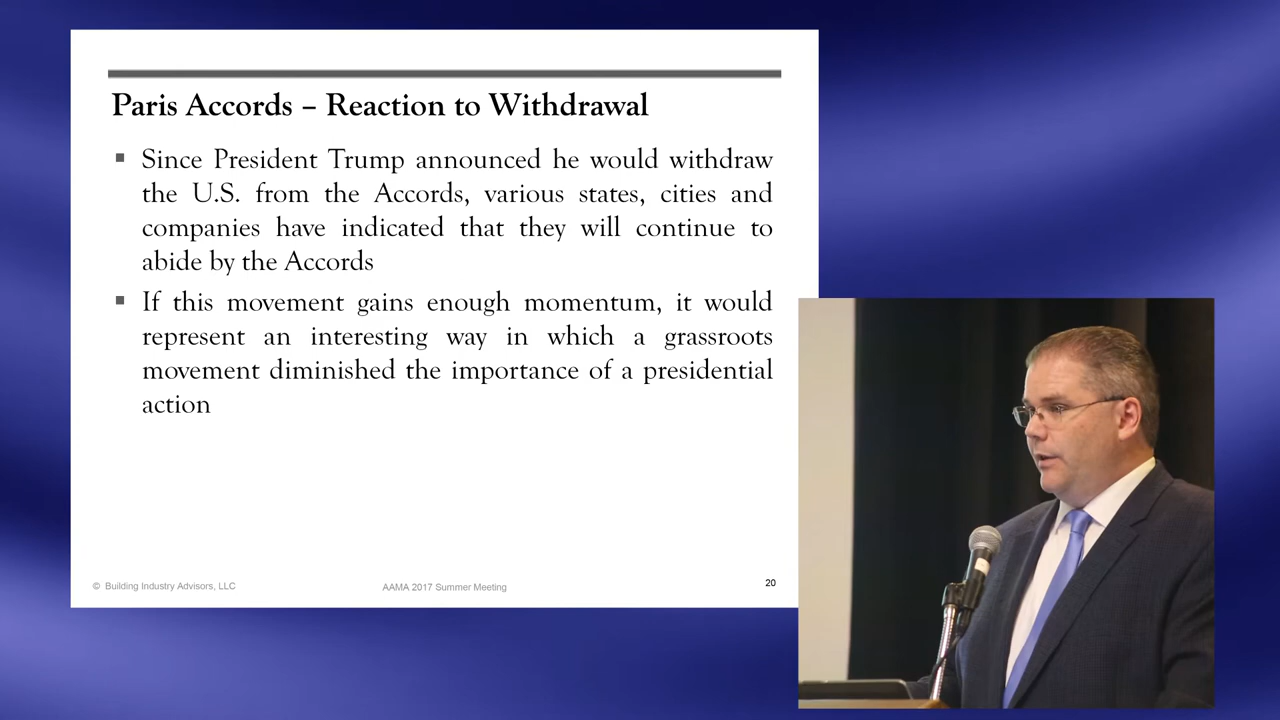 Paris Accords – Reaction to Withdrawal
▪ Since President Trump announced he would withdraw
the U.S. from the Accords, various states, cities and
companies have indicated that they will continue to
abide by the Accords
▪ If this movement gains enough momentum, it would
represent an interesting way in which a grassroots
movement diminished the importance of a presidential
action
© Building Industry Advisors, LLC
AAMA 2017 Summer Meeting
20